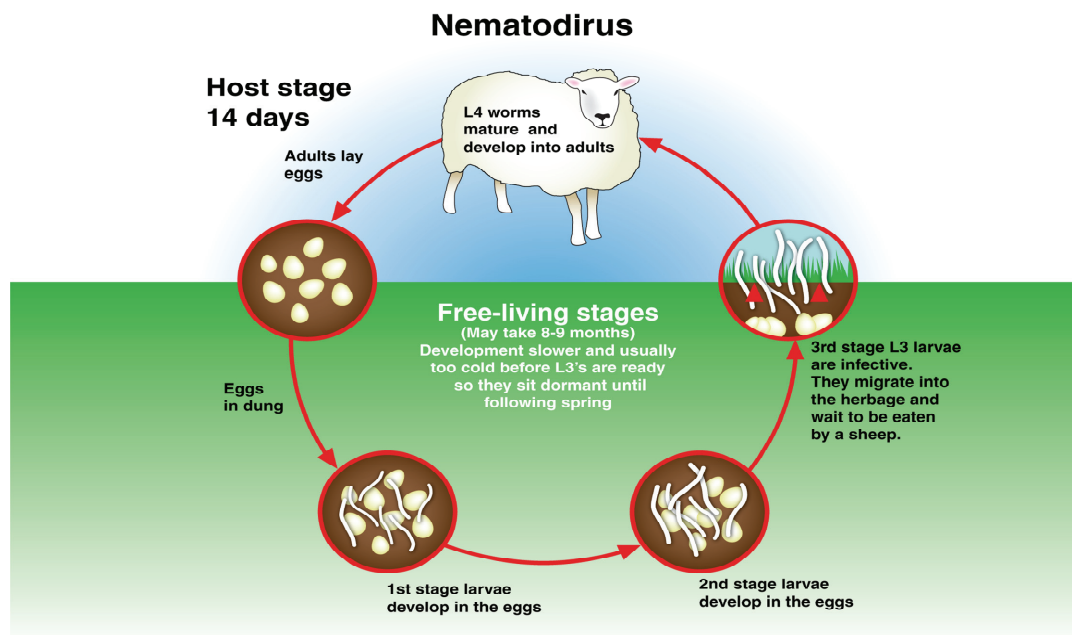 Nematodirus
Host stage
14 days
L4 worms
mature and
develop into adults
Adults lay
eggs
Free-living stages
(May take 8-9 months)
Development slower and usually
too cold before L3's are ready
so they sit dormant until
following spring
3rd stage L3 larvae
are infective.
They migrate into
the herbage and
wait to be eaten
by a sheep.
Eggs
in dung
1st stage larvae
develop in the eggs
2nd stage larvae
develop in the eggs